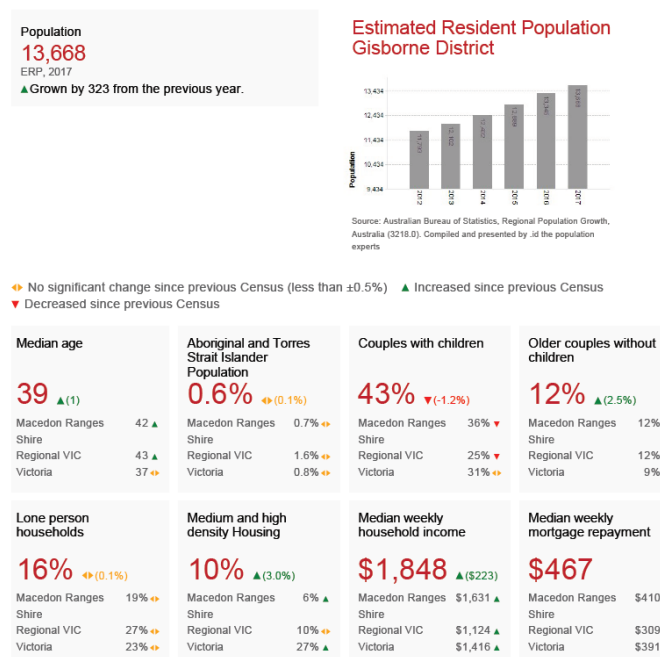 Population
13,668
ERP, 2017
▲Grown by 323 from the previous year.
Estimated Resident Population
Gisborne District
13,434
12,434
11,434
10,434
9,434
Population
2012
2013
2014
2015
2016
2017
Source: Australian Bureau of Statistics, Regional Population Growth,
Australia (3218.0). Compiled and presented by .id the population
experts
No significant change since previous Census (less than ±0.5%) ▲ Increased since previous Census
▼ Decreased since previous Census
Median age
39 ▲(1)
Macedon Ranges 42 ▲
Shire
Regional VIC 43 ▲
Victoria 37
Aboriginal and Torres
Strait Islander
Population
0.6% (0.1%)
Macedon Ranges 0.7%
Shire
Regional VIC 1.6%
Victoria 0.8%
Couples with children
43% ▼(-1.2%)
Macedon Ranges 36% ▼
Shire
Regional VIC 25% ▼
Victoria 31%
Older couples without
children
12% ▲(2.5%)
Macedon Ranges 12%
Shire
Regional VIC 12%
Victoria 9%
Lone person
households
16% (0.1%)
Macedon Ranges 19%
Shire
Regional VIC 27%
Victoria 23%
Medium and high
density Housing
10% ▲(3.0%)
Macedon Ranges 6% ▲
Shire
Regional VIC 10%
Victoria 27% ▲
Median weekly
household income
$1,848 ▲($223)
Macedon Ranges $1,631 ▲
Shire
Regional VIC $1,124 ▲
Victoria $1,416 ▲
Median weekly
mortgage repayment
$467
Macedon Ranges $410
Shire
Regional VIC $309
Victoria $391